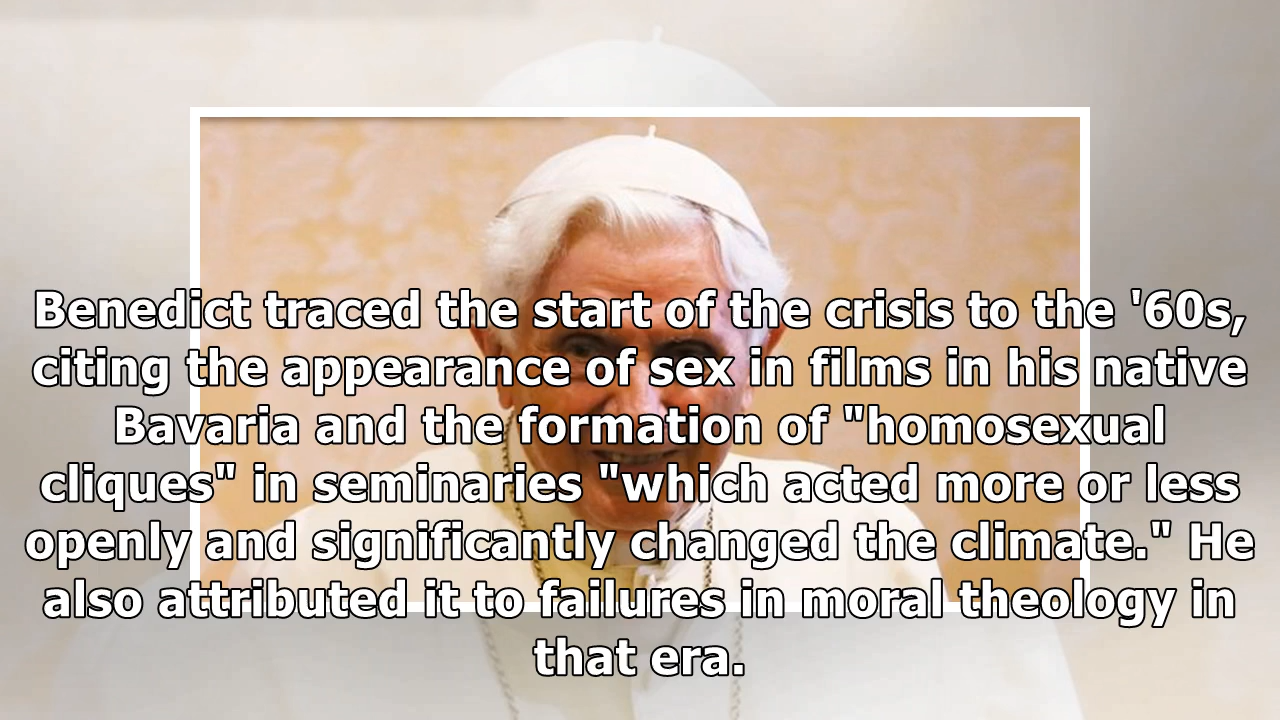 Benedict traced the start of the crisis to the '60s,
citing the appearance of sex in films in his native
Bavaria and the formation of "homosexual
cliques" in seminaries "which acted more or less
openly and significantly changed the climate." He
also attributed it to failures in moral theology in
that era.